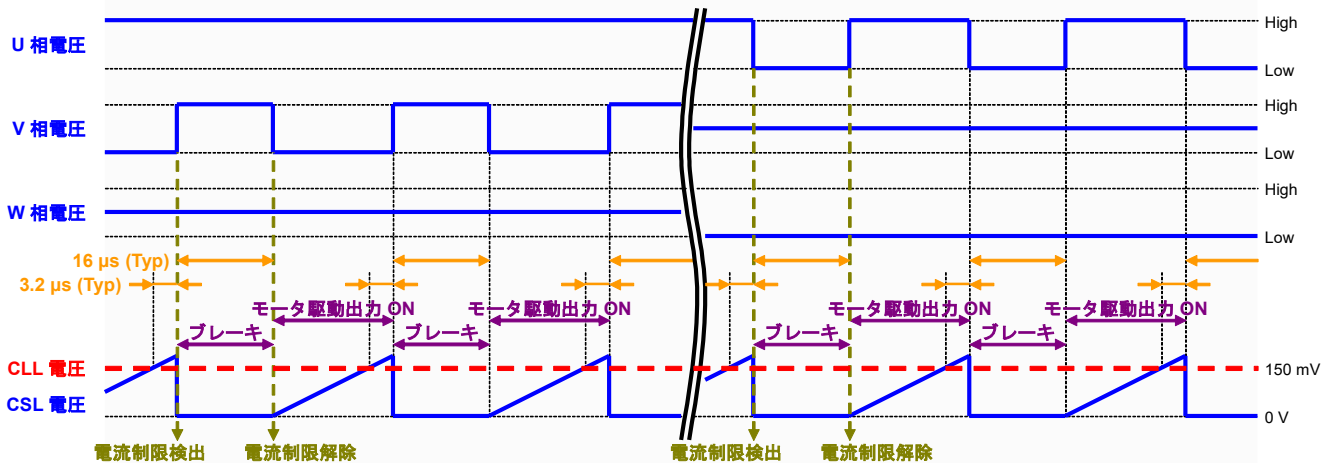 U 相電圧
High
Low
V 相電圧
High
Low
W 相電圧
High
Low
16 μs (Typ)
3.2 μs (Typ)
モータ駆動出力 ON
モータ駆動出力 ON
モータ駆動出力 ON
モータ駆動出力 ON
ブレーキ
ブレーキ
ブレーキ
ブレーキ
CLL 電圧
150 mV
CSL 電圧
0 V
電流制限検出
電流制限解除
電流制限検出
電流制限解除